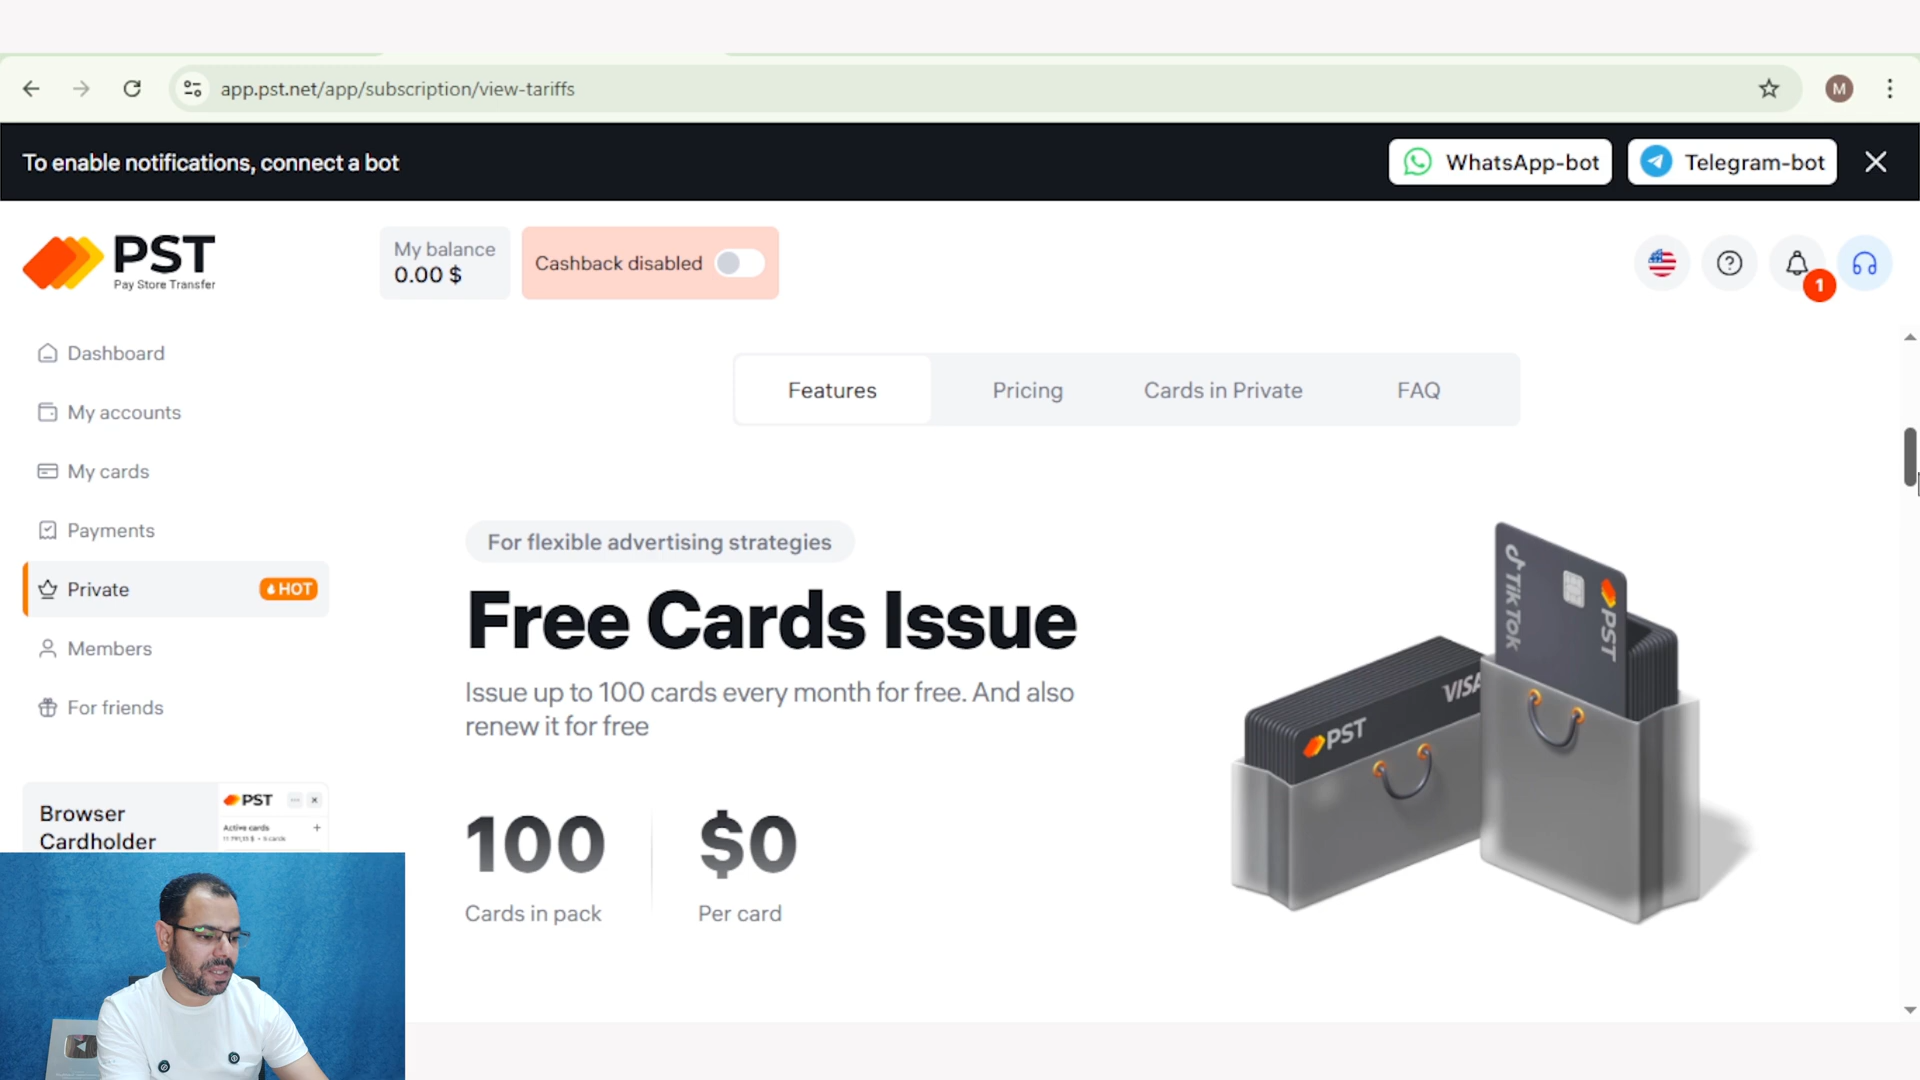 app.pst.net/app/subscription/view-tariffs
M
To enable notifications, connect a bot
WhatsApp-bot
Telegram-bot
PST
Pay Store Transfer
My balance
0.00 $
Cashback disabled
1
Dashboard
My accounts
My cards
Payments
Private
HOT
Members
For friends
Browser
Cardholder
PST
Active cards
Features
Pricing
Cards in Private
FAQ
For flexible advertising strategies
Free Cards Issue
Issue up to 100 cards every month for free. And also
renew it for free
100
Cards in pack
$0
Per card
PST
VISA
TikTok
PST